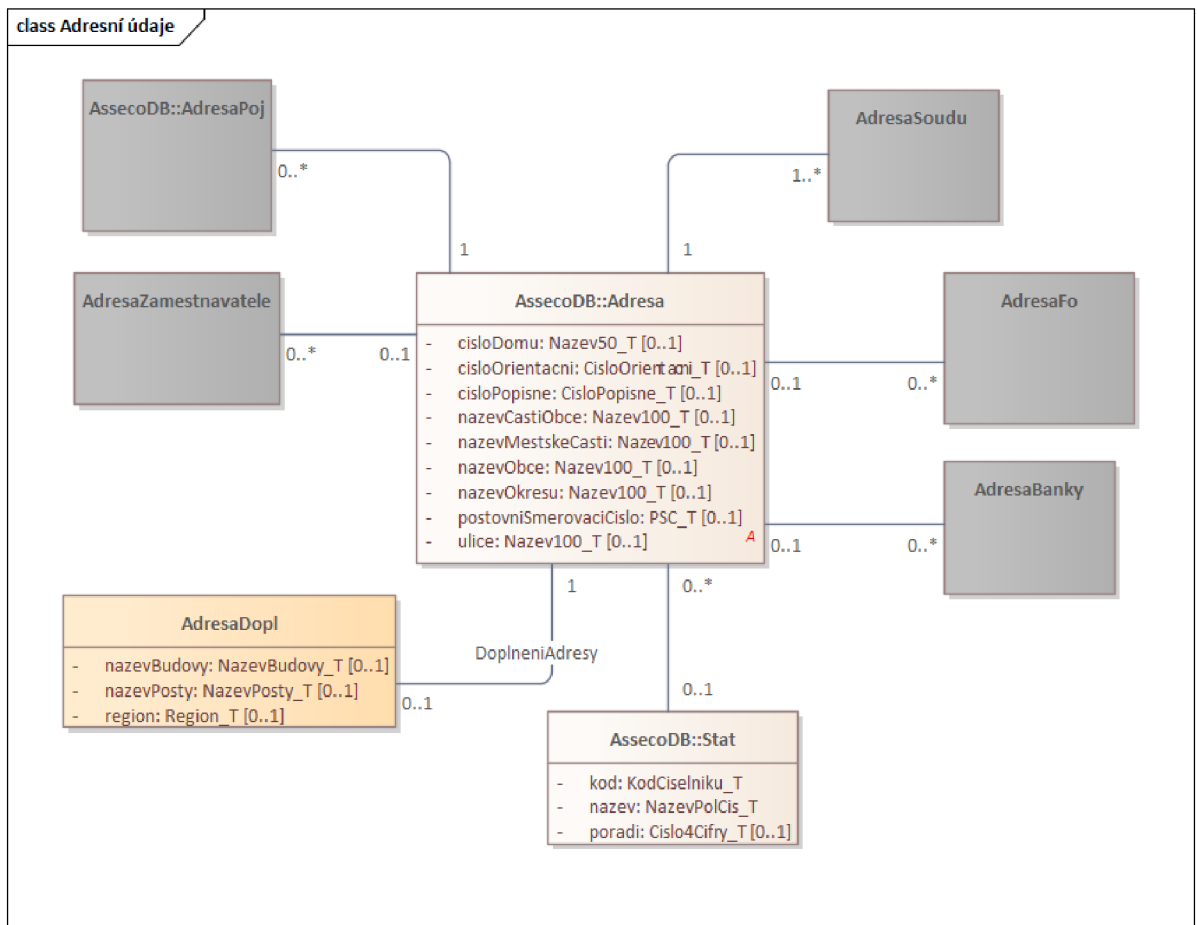 class Adresní údaje
AssecoDB::AdresaPoj
0..*
1
AdresaSoudu
1..*
1
AdresaZamestnavatele
0..*
0..1
AssecoDB::Adresa
- cisloDomu: Nazev50_T [0..1]
- cisloOrientacni: CisloOrientacni_T [0..1]
- cisloPopisne: CisloPopisne_T [0..1]
- nazevCastiObce: Nazev100_T [0..1]
- nazevMestskeCasti: Nazev100_T [0..1]
- nazevObce: Nazev100_T [0..1]
- nazevOkresu: Nazev100_T [0..1]
- postovniSmerovaciCislo: PSC_T [0..1]
- ulice: Nazev100_T [0..1]
A
AdresaFo
0..1
0..*
AdresaBanky
0..1
0..*
AdresaDopl
- nazevBudovy: NazevBudovy_T [0..1]
- nazevPosty: NazevPosty_T [0..1]
- region: Region_T [0..1]
1
DoplneniAdresy
0..1
0..*
0..1
AssecoDB::Stat
- kod: KodCiselniku_T
- nazev: NazevPolCis_T
- poradi: Cislo4Cifry_T [0..1]